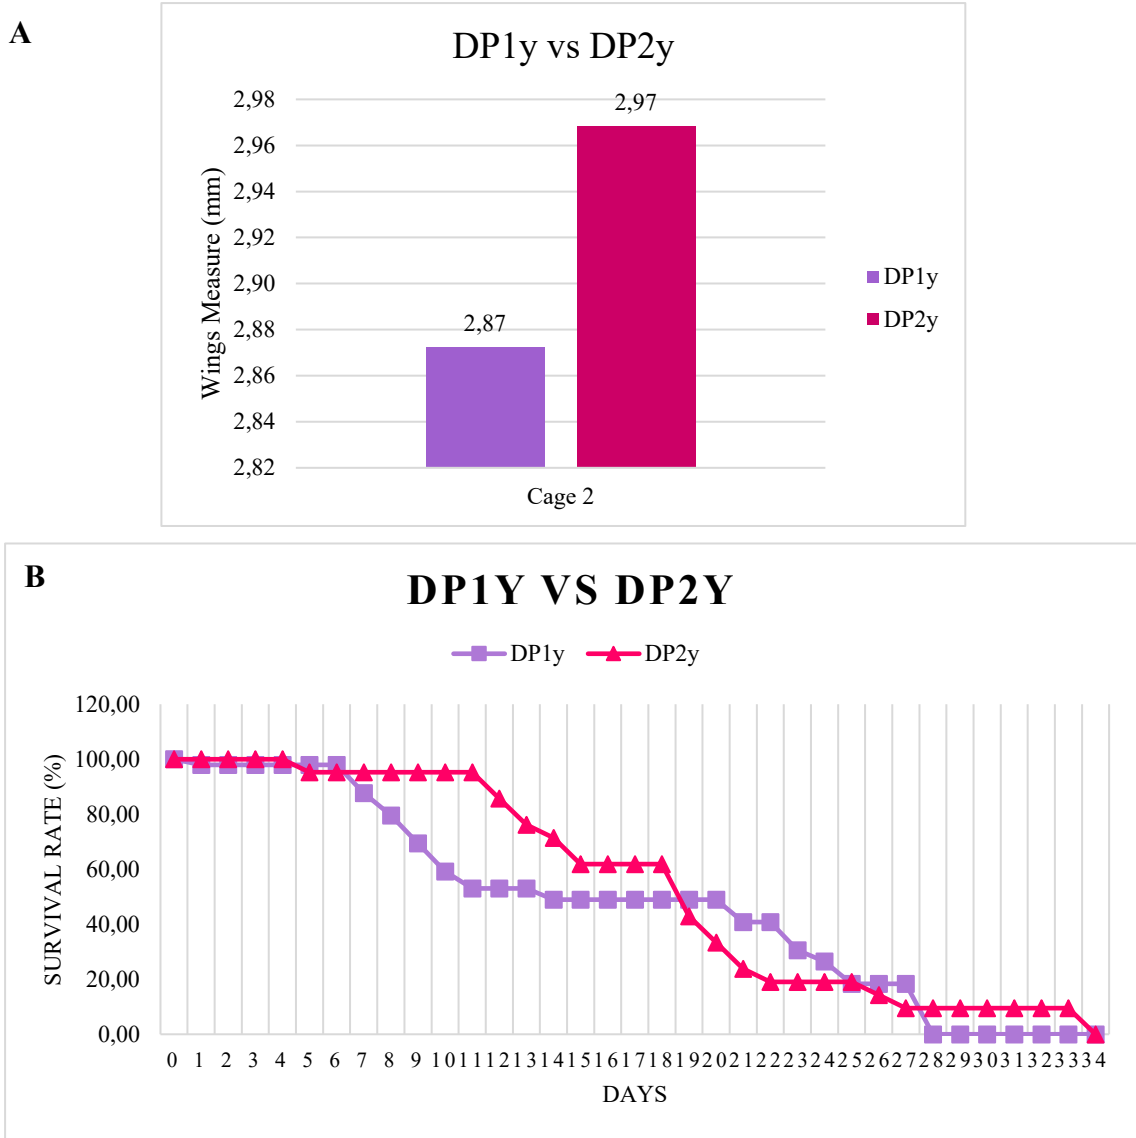 A
DP1y vs DP2y
Wings Measure (mm)
2,98
2,96
2,94
2,92
2,90
2,88
2,86
2,84
2,82
2,97
2,87
Cage 2
DP1y
DP2y
B
DP1Y VS DP2Y
DP1y DP2y
SURVIVAL RATE (%)
120,00
100,00
80,00
60,00
40,00
20,00
0,00
0 1 2 3 4 5 6 7 8 9 10 11 12 13 14 15 16 17 18 19 20 21 22 23 24 25 26 27 28 29 30 31 32 33 34
DAYS